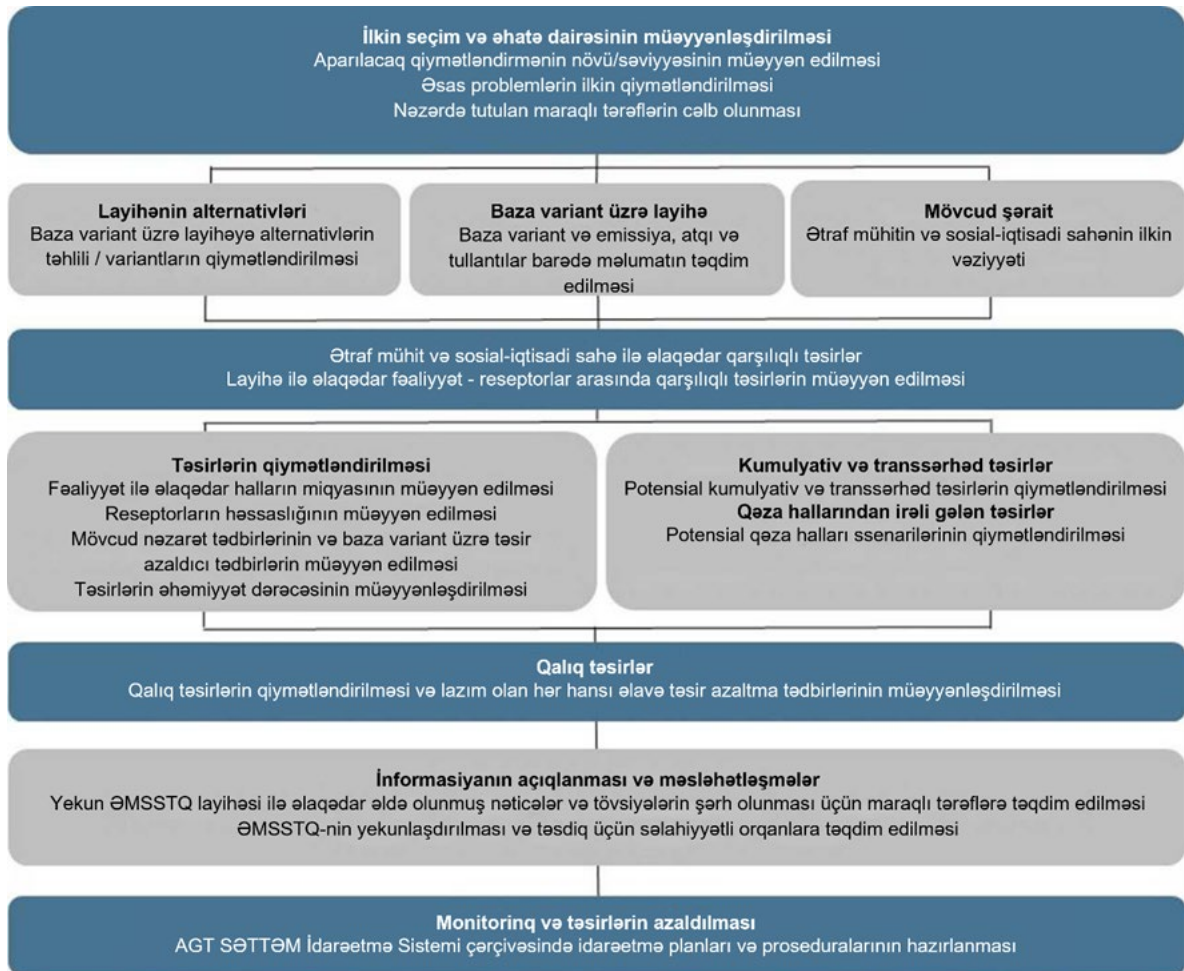 İlkin seçim və əhatə dairəsinin müəyyənləşdirilməsi
Aparılacaq qiymətləndirmənin növü/səviyyəsinin müəyyən edilməsi
Əsas problemlərin ilkin qiymətləndirilməsi
Nəzərdə tutulan maraqlı tərəflərin cəlb olunması
Layihənin alternativləri
Baza variant üzrə layihəyə alternativlərin
təhlili / variantların qiymətləndirilməsi
Baza variant üzrə layihə
Baza variant və emissiya, atqı və
tullantılar barədə məlumatın təqdim
edilməsi
Mövcud şərait
Ətraf mühitin və sosial-iqtisadi sahənin ilkin
vəziyyəti
Ətraf mühit və sosial-iqtisadi sahə ilə əlaqədar qarşılıqlı təsirlər
Layihə ilə əlaqədar fəaliyyət - reseptorlar arasında qarşılıqlı təsirlərin müəyyən edilməsi
Təsirlərin qiymətləndirilməsi
Fəaliyyət ilə əlaqədar halların miqyasının müəyyən edilməsi
Reseptorların həssaslığının müəyyən edilməsi
Mövcud nəzarət tədbirlərinin və baza variant üzrə təsir
azaldıcı tədbirlərin müəyyən edilməsi
Təsirlərin əhəmiyyət dərəcəsinin müəyyənləşdirilməsi
Kumulyativ və transsərhəd təsirlər
Potensial kumulyativ və transsərhəd təsirlərin qiymətləndirilməsi
Qəza hallarından irəli gələn təsirlər
Potensial qəza halları ssenarilərinin qiymətləndirilməsi
Qalıq təsirlər
Qalıq təsirlərin qiymətləndirilməsi və lazım olan hər hansı əlavə təsir azaltma tədbirlərinin müəyyənləşdirilməsi
İnformasiyanın açıqlanması və məsləhətləşmələr
Yekun ƏMSSTQ layihəsi ilə əlaqədar əldə olunmuş nəticələr və tövsiyələrin şərh olunması üçün maraqlı tərəflərə təqdim edilməsi
ƏMSSTQ-nin yekunlaşdırılması və təsdiq üçün səlahiyyətli orqanlara təqdim edilməsi
Monitorinq və təsirlərin azaldılması
AGT SƏTTƏM İdarəetmə Sistemi çərçivəsində idarəetmə planları və proseduralarının hazırlanması